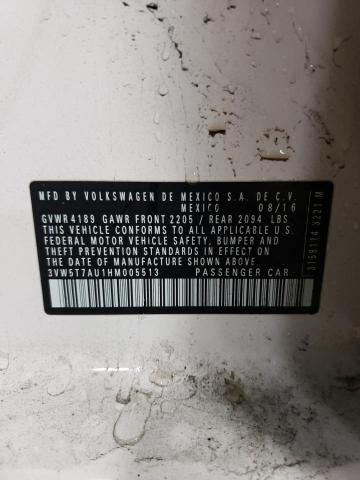 MFD BY VOLKSWAGEN DE MEXICO S.A. DE C.V.
MEXICO 08/16
GVWR 4189 GAWR FRONT 2205 / REAR 2094 LBS
THIS VEHICLE CONFORMS TO ALL APPLICABLE U.S.
FEDERAL MOTOR VEHICLE SAFETY, BUMPER AND
THEFT PREVENTION STANDARDS IN EFFECT ON THE
DATE OF MANUFACTURE SHOWN ABOVE.
3VW5T7AU1HM005513 PASSENGER CAR
3158114 3221 M